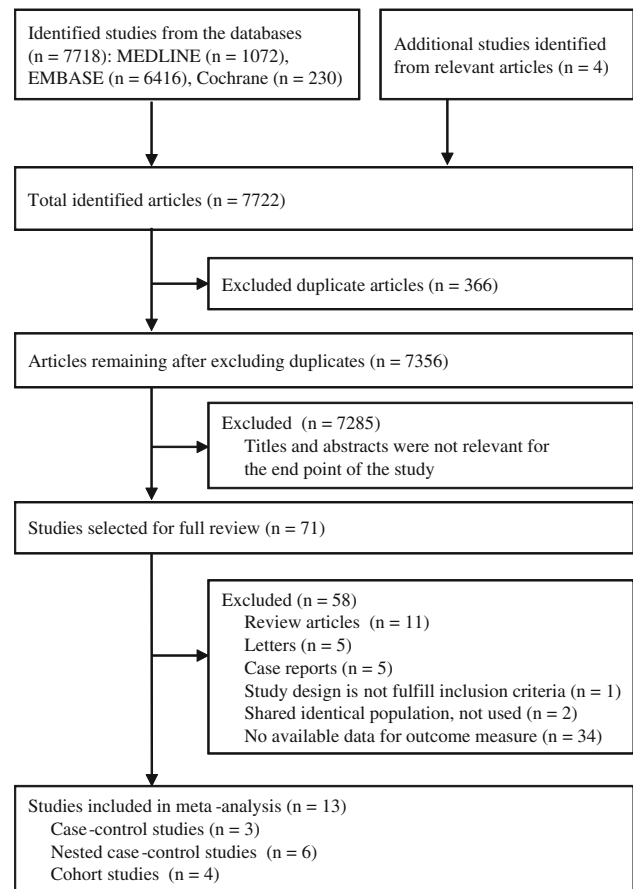 Identified studies from the databases
(n = 7718): MEDLINE (n = 1072),
EMBASE (n = 6416), Cochrane (n = 230)
Additional studies identified
from relevant articles (n = 4)
Total identified articles (n = 7722)
Excluded duplicate articles (n = 366)
Articles remaining after excluding duplicates (n = 7356)
Excluded (n = 7285)
Titles and abstracts were not relevant for
the end point of the study
Studies selected for full review (n = 71)
Excluded (n = 58)
Review articles (n = 11)
Letters (n = 5)
Case reports (n = 5)
Study design is not fulfill inclusion criteria (n = 1)
Shared identical population, not used (n = 2)
No available data for outcome measure (n = 34)
Studies included in meta-analysis (n = 13)
Case-control studies (n = 3)
Nested case-control studies (n = 6)
Cohort studies (n = 4)